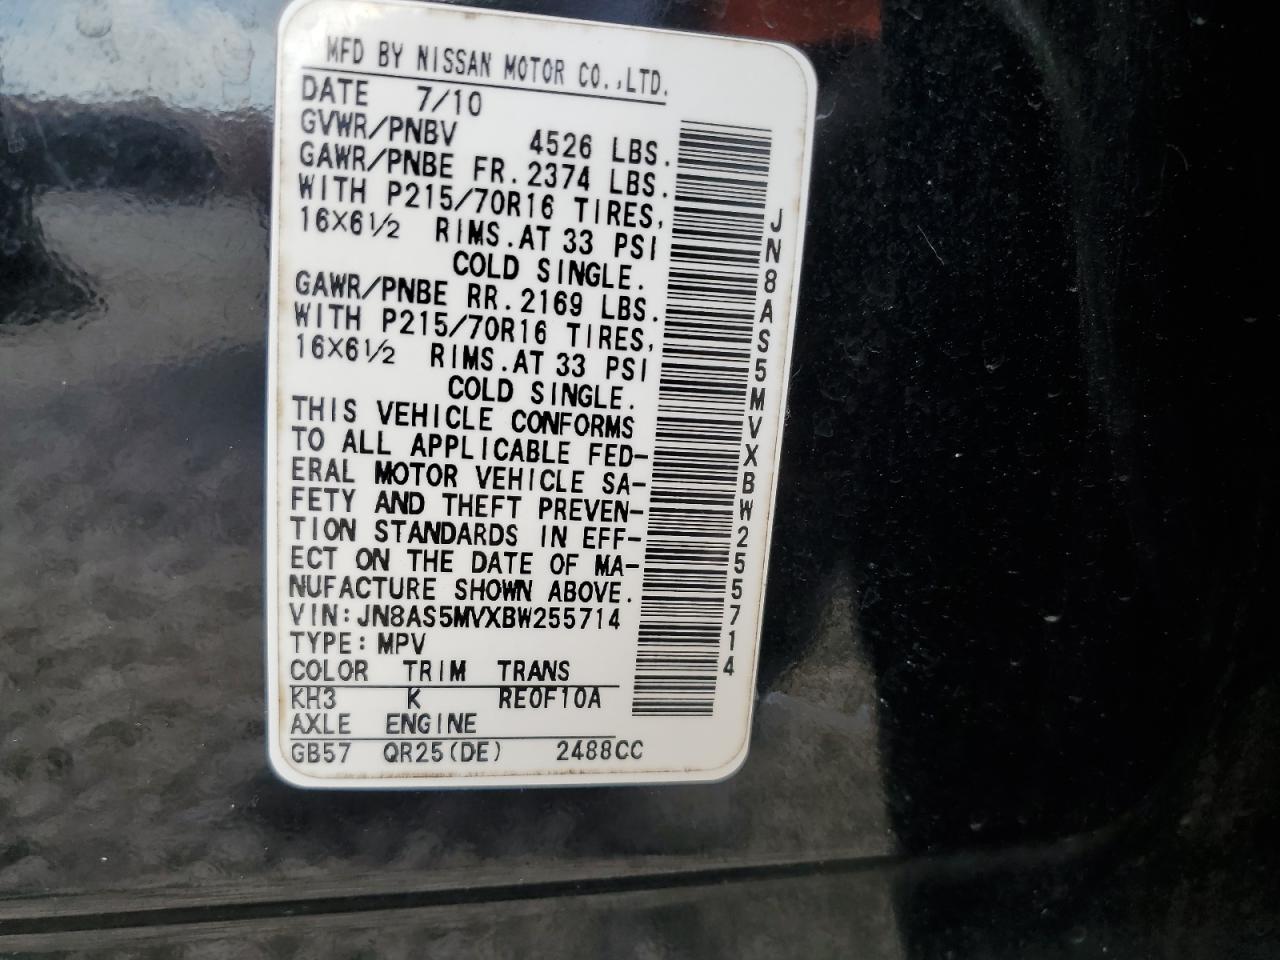 MFD BY NISSAN MOTOR CO.,LTD.
DATE 7/10
GVWR/PNBV 4526 LBS.
GAWR/PNBE FR.2374 LBS.
WITH P215/70R16 TIRES,
16X6½ RIMS.AT 33 PSI
COLD SINGLE.
GAWR/PNBE RR.2169 LBS.
WITH P215/70R16 TIRES,
16X6½ RIMS.AT 33 PSI
COLD SINGLE.
THIS VEHICLE CONFORMS
TO ALL APPLICABLE FED-
ERAL MOTOR VEHICLE SA-
FETY AND THEFT PREVEN-
TION STANDARDS IN EFF-
ECT ON THE DATE OF MA-
NUFACTURE SHOWN ABOVE.
VIN:JN8AS5MVXBW255714
TYPE:MPV
COLOR TRIM TRANS
KH3 K RE0F10A
AXLE ENGINE
GB57 QR25(DE) 2488CC
JN8AS5MVXBW255714